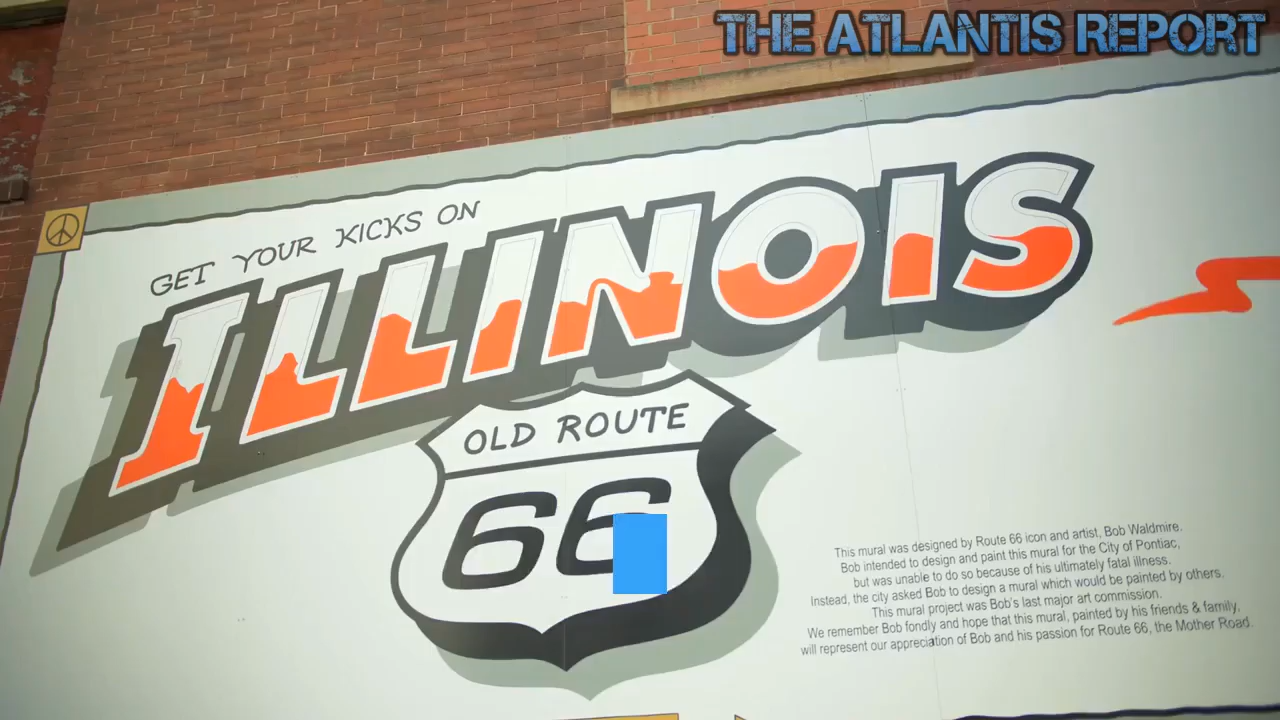 THE ATLANTIS REPORT
GET YOUR KICKS ON
ILLINOIS
OLD ROUTE
66
This mural was designed by Route 66 icon and artist, Bob Waldmire.
Bob intended to design and paint this mural for the City of Pontiac,
but was unable to do so because of his ultimately fatal illness.
Instead, the city asked Bob to design a mural which would be painted by others.
This mural project was Bob's last major art commission.
We remember Bob fondly and hope that this mural, painted by his friends & family,
will represent our appreciation of Bob and his passion for Route 66, the Mother Road.